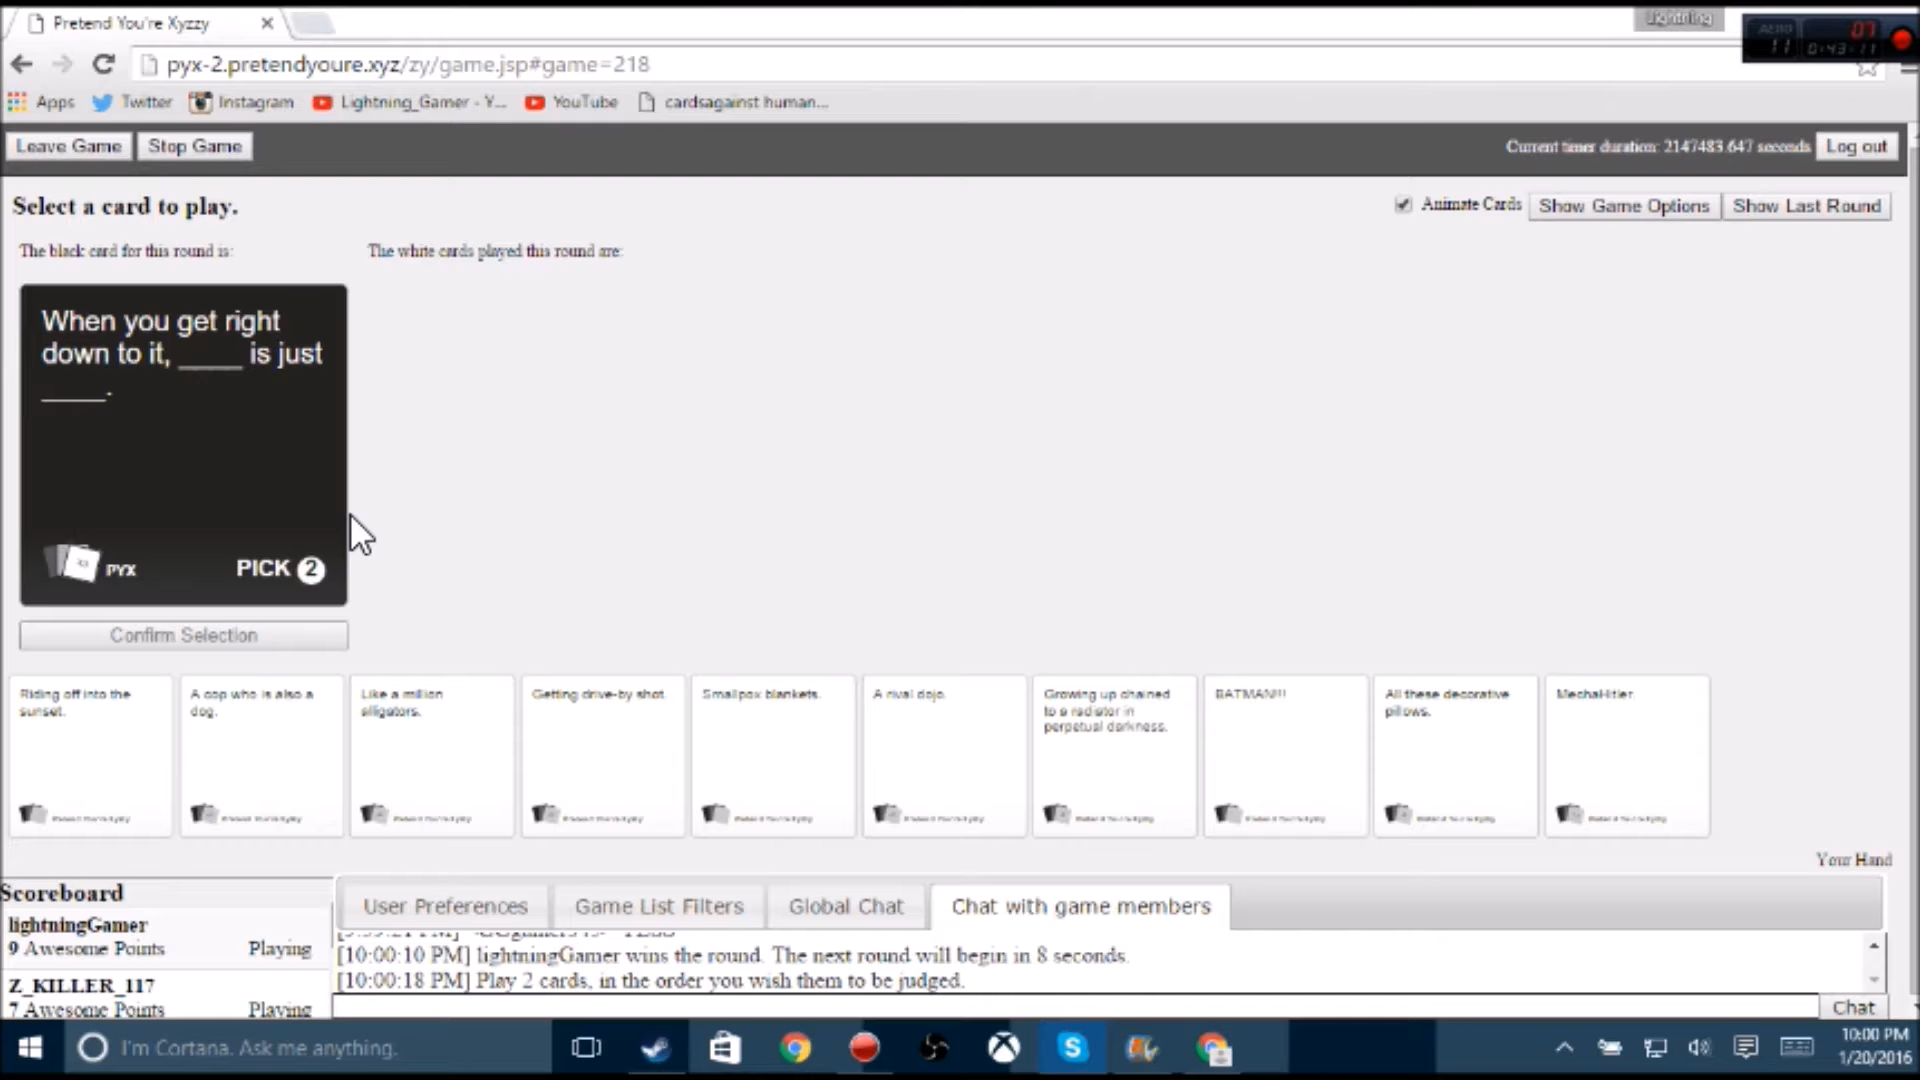 Pretend You're Xyzzy
Lightning
pyx-2.pretendyoure.xyz/zy/game.jsp#game=218
Apps Twitter Instagram Lightning_Gamer - Y... YouTube cardsagainst human...
Leave Game Stop Game Current timer duration: 2147483.647 seconds Log out
Select a card to play. Animate Cards Show Game Options Show Last Round
The black card for this round is: The white cards played this round are:
When you get right
down to it, _____ is just
_____.
PYX PICK 2
Confirm Selection
Riding off into the
sunset.
A cop who is also a
dog.
Like a million
alligators.
Getting drive-by shot.
Smallpox blankets.
A rival dojo.
Growing up chained
to a radiator in
perpetual darkness.
BATMAN!!!
All these decorative
pillows.
MechaHitler.
Your Hand
Scoreboard
lightningGamer
9 Awesome Points Playing
Z_KILLER_117
7 Awesome Points Playing
User Preferences Game List Filters Global Chat Chat with game members
[10:00:10 PM] lightningGamer wins the round. The next round will begin in 8 seconds.
[10:00:18 PM] Play 2 cards, in the order you wish them to be judged.
Chat
I'm Cortana. Ask me anything.
10:00 PM
1/20/2016